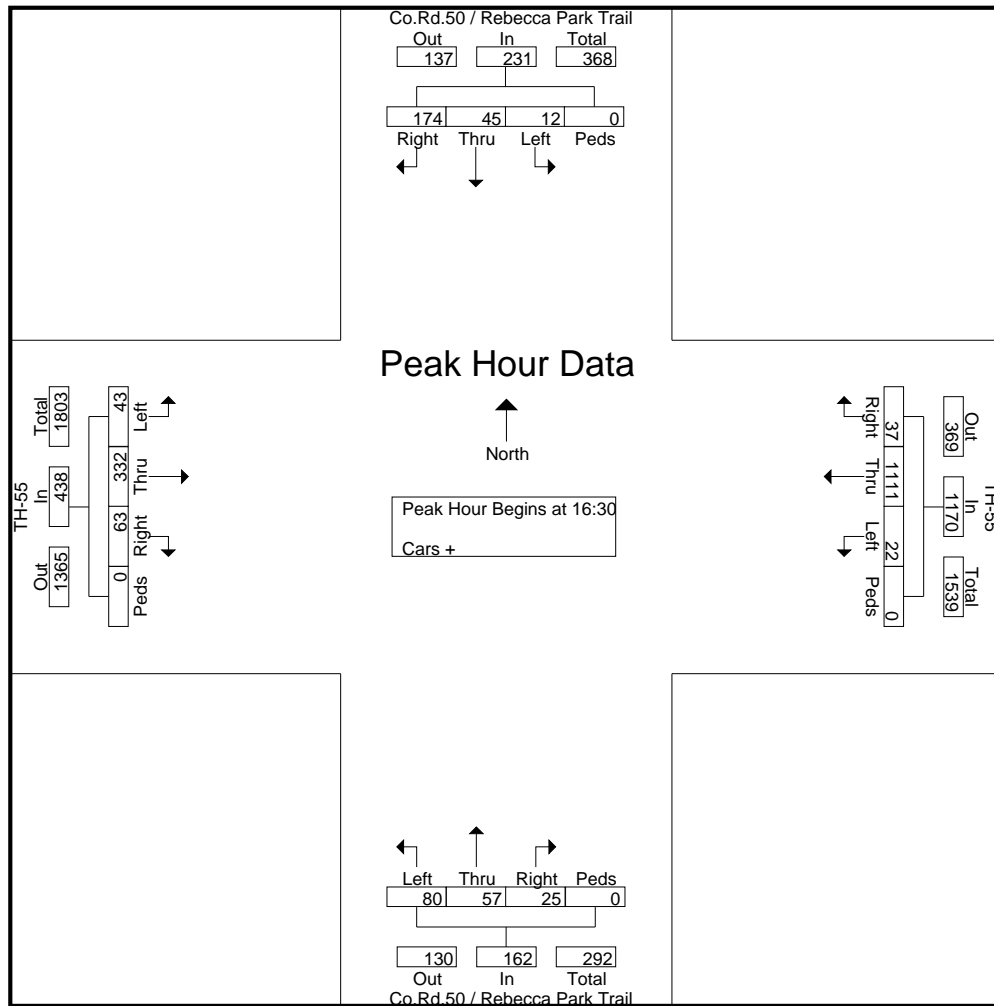 Co.Rd.50 / Rebecca Park Trail
Out In Total
137 231 368
174 45 12 0
Right Thru Left Peds
Peak Hour Data
North
Peak Hour Begins at 16:30
Cars +
TH-55
Total In Out
1803 438 1365
43 332 63 0
Left Thru Right Peds
Right Thru Left Peds
37 1111 22 0
Out In Total
369 1170 1539
TH-55
Left Thru Right Peds
80 57 25 0
130 162 292
Out In Total
Co.Rd.50 / Rebecca Park Trail